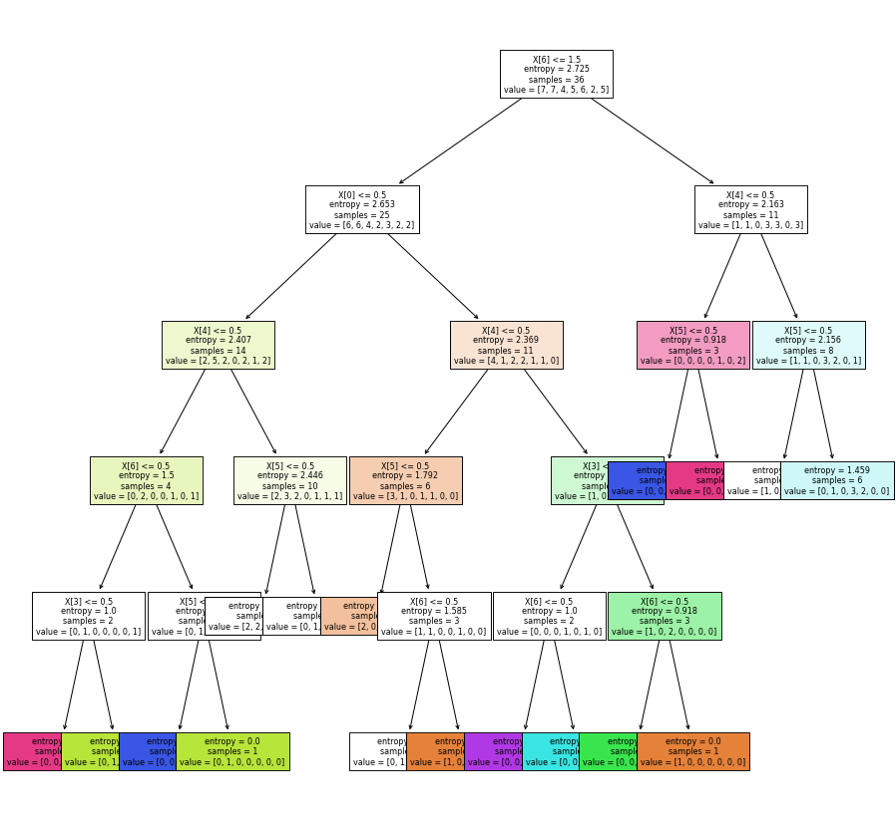 X[6] <= 1.5
entropy = 2.725
samples = 36
value = [7, 7, 4, 5, 6, 2, 5]
X[0] <= 0.5
entropy = 2.653
samples = 25
value = [6, 6, 4, 2, 3, 2, 2]
X[4] <= 0.5
entropy = 2.163
samples = 11
value = [1, 1, 0, 3, 3, 0, 3]
X[4] <= 0.5
entropy = 2.407
samples = 14
value = [2, 5, 2, 0, 2, 1, 2]
X[4] <= 0.5
entropy = 2.369
samples = 11
value = [4, 1, 2, 2, 1, 1, 0]
X[5] <= 0.5
entropy = 0.918
samples = 3
value = [0, 0, 0, 0, 1, 0, 2]
X[5] <= 0.5
entropy = 2.156
samples = 8
value = [1, 1, 0, 3, 2, 0, 1]
X[6] <= 0.5
entropy = 1.5
samples = 4
value = [0, 2, 0, 0, 1, 0, 1]
X[5] <= 0.5
entropy = 2.446
samples = 10
value = [2, 3, 2, 0, 1, 1, 1]
X[5] <= 0.5
entropy = 1.792
samples = 6
value = [3, 1, 0, 1, 1, 0, 0]
X[3] <
entrop
sampl
value = [1, 0
entropy
sample
value = [0, 0,
entropy
sample
value = [0, 0,
entropy
sample
value = [1, 0
entropy = 1.459
samples = 6
value = [0, 1, 0, 3, 2, 0, 0]
X[3] <= 0.5
entropy = 1.0
samples = 2
value = [0, 1, 0, 0, 0, 0, 1]
X[5] <
entropy
sampl
value = [0, 1
entropy
sample
value = [2, 2,
entropy
sample
value = [0, 1,
entropy
sample
value = [2, 0
X[6] <= 0.5
entropy = 1.585
samples = 3
value = [1, 1, 0, 0, 1, 0, 0]
X[6] <= 0.5
entropy = 1.0
samples = 2
value = [0, 0, 0, 1, 0, 1, 0]
X[6] <= 0.5
entropy = 0.918
samples = 3
value = [1, 0, 2, 0, 0, 0, 0]
entropy
sample
value = [0, 0,
entropy
sample
value = [0, 1,
entropy
sample
value = [0, 0
entropy = 0.0
samples = 1
value = [0, 1, 0, 0, 0, 0, 0]
entropy
sample
value = [0, 1,
entropy
sample
value = [1, 0,
entropy
sample
value = [0, 0,
entropy
sample
value = [0, 0
entropy
sample
value = [0, 0,
entropy = 0.0
samples = 1
value = [1, 0, 0, 0, 0, 0, 0]